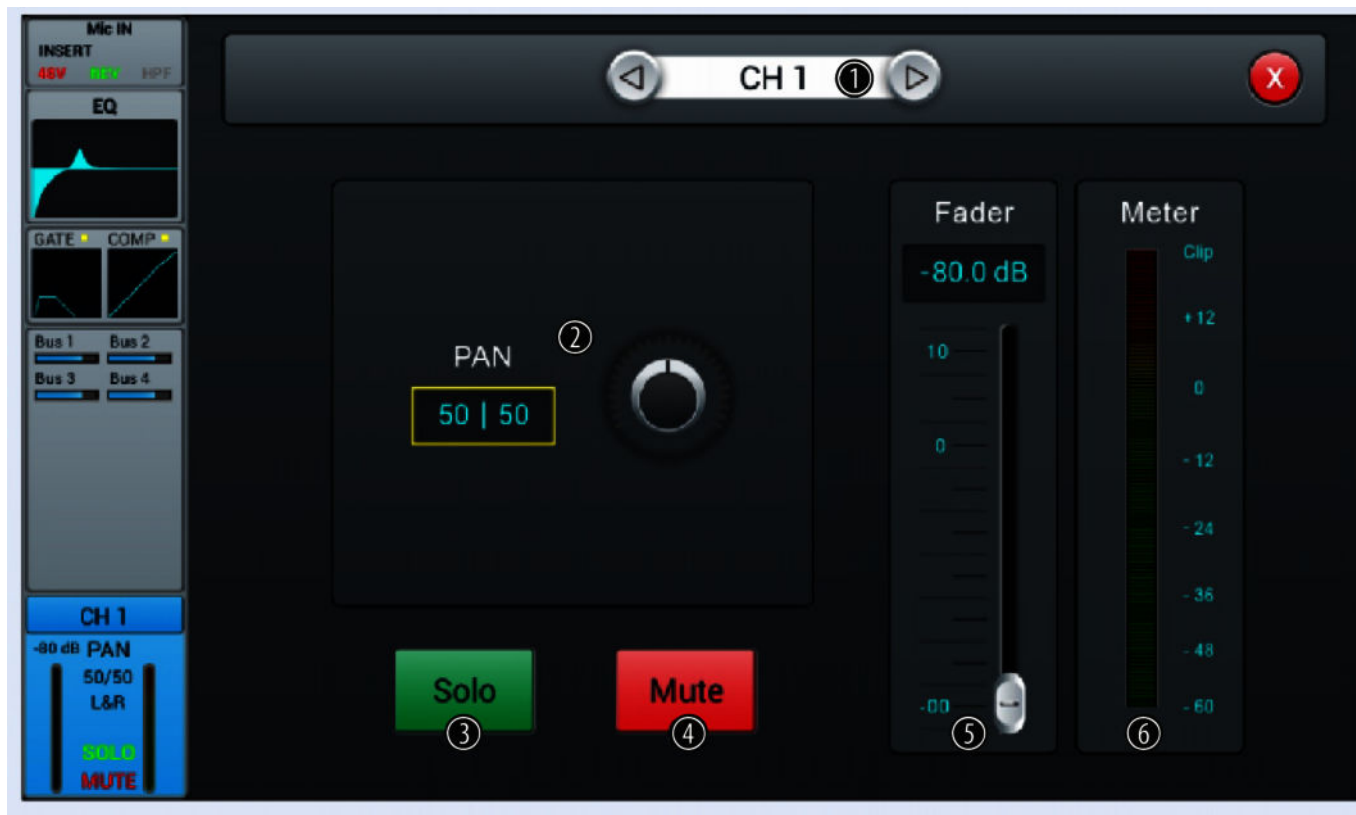 Mic IN
INSERT
48V REV HPF
EQ
GATE COMP
Bus 1 Bus 2
Bus 3 Bus 4
CH 1
-80 dB PAN
50/50
L&R
SOLO
MUTE
CH 1 ①
X
PAN ②
50 | 50
Solo
③
Mute
④
Fader
-80.0 dB
10
0
-00
⑤
Meter
Clip
+12
0
-12
-24
-36
-48
-60
⑥